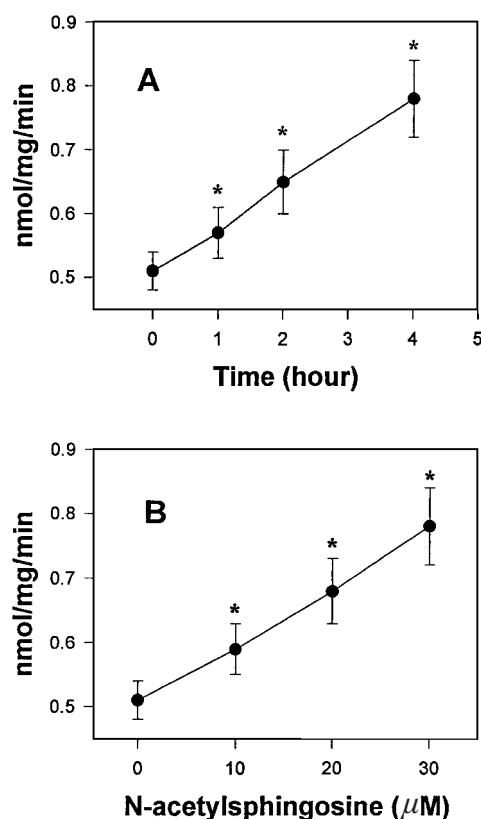 0.9
A
*
0.8
*
0.7
*
0.6
0.5
nmol/mg/min
0 1 2 3 4 5
Time (hour)
0.9
B
*
0.8
*
0.7
*
0.6
0.5
nmol/mg/min
0 10 20 30
N-acetylsphingosine (μM)